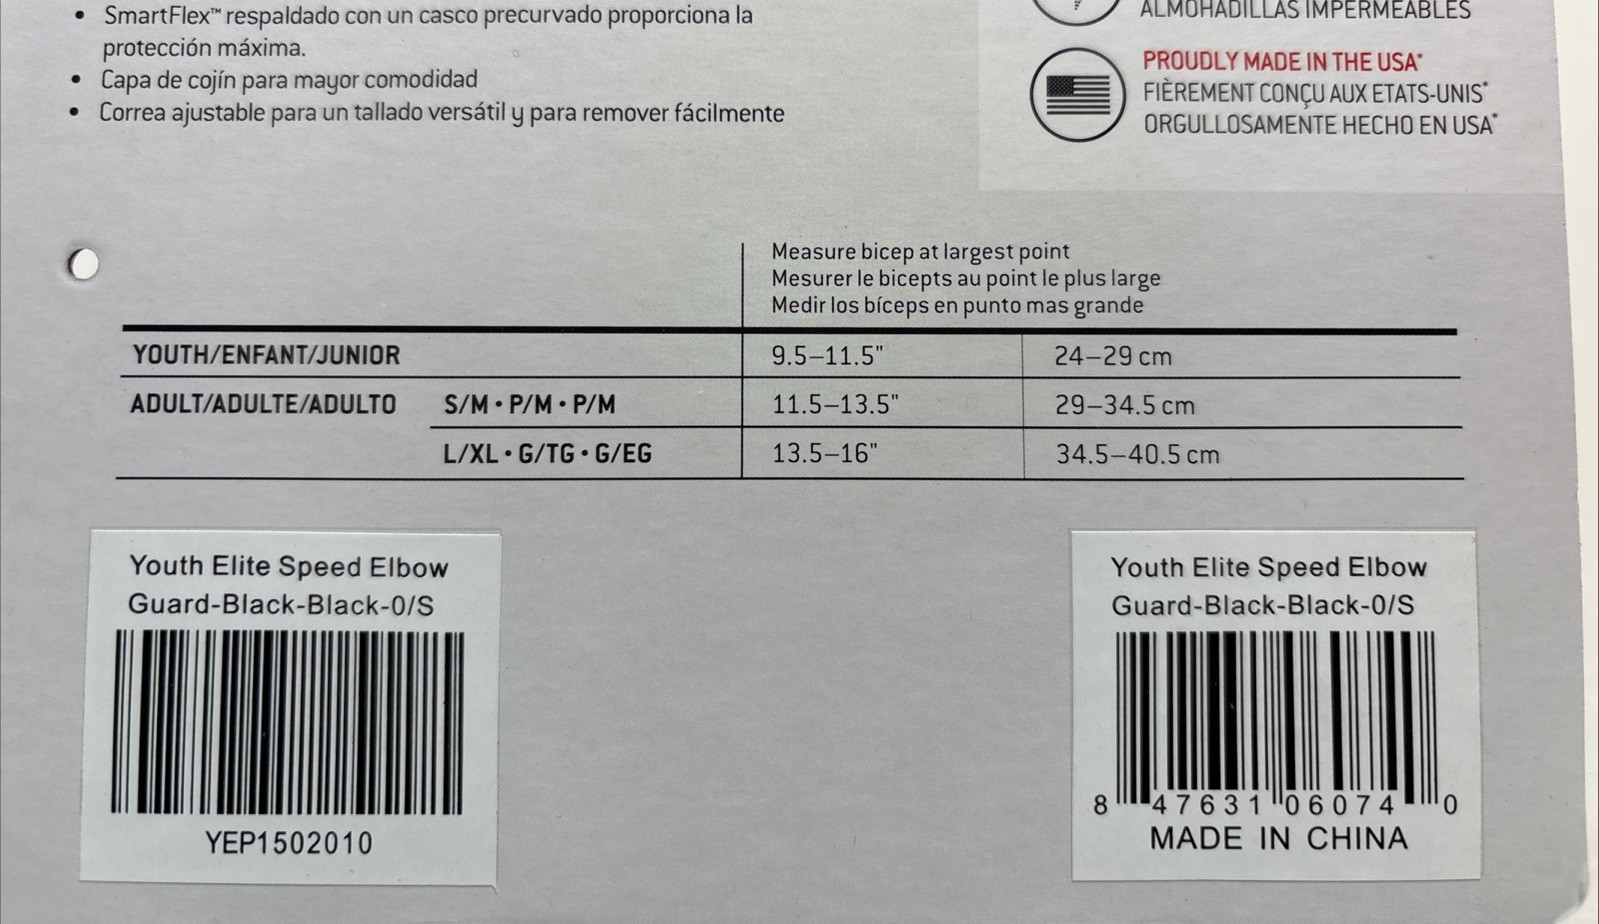 • SmartFlex™ respaldado con un casco precurvado proporciona la
protección máxima.
• Capa de cojín para mayor comodidad
• Correa ajustable para un tallado versátil y para remover fácilmente
ALMOHADILLAS IMPERMEABLES
PROUDLY MADE IN THE USA*
FIÈREMENT CONÇU AUX ETATS-UNIS*
ORGULLOSAMENTE HECHO EN USA*
Measure bicep at largest point
Mesurer le bicepts au point le plus large
Medir los bíceps en punto mas grande
YOUTH/ENFANT/JUNIOR 9.5–11.5" 24–29 cm
ADULT/ADULTE/ADULTO S/M • P/M • P/M 11.5–13.5" 29–34.5 cm
L/XL • G/TG • G/EG 13.5–16" 34.5–40.5 cm
Youth Elite Speed Elbow
Guard-Black-Black-0/S
YEP1502010
Youth Elite Speed Elbow
Guard-Black-Black-0/S
8 47631 06074 0
MADE IN CHINA